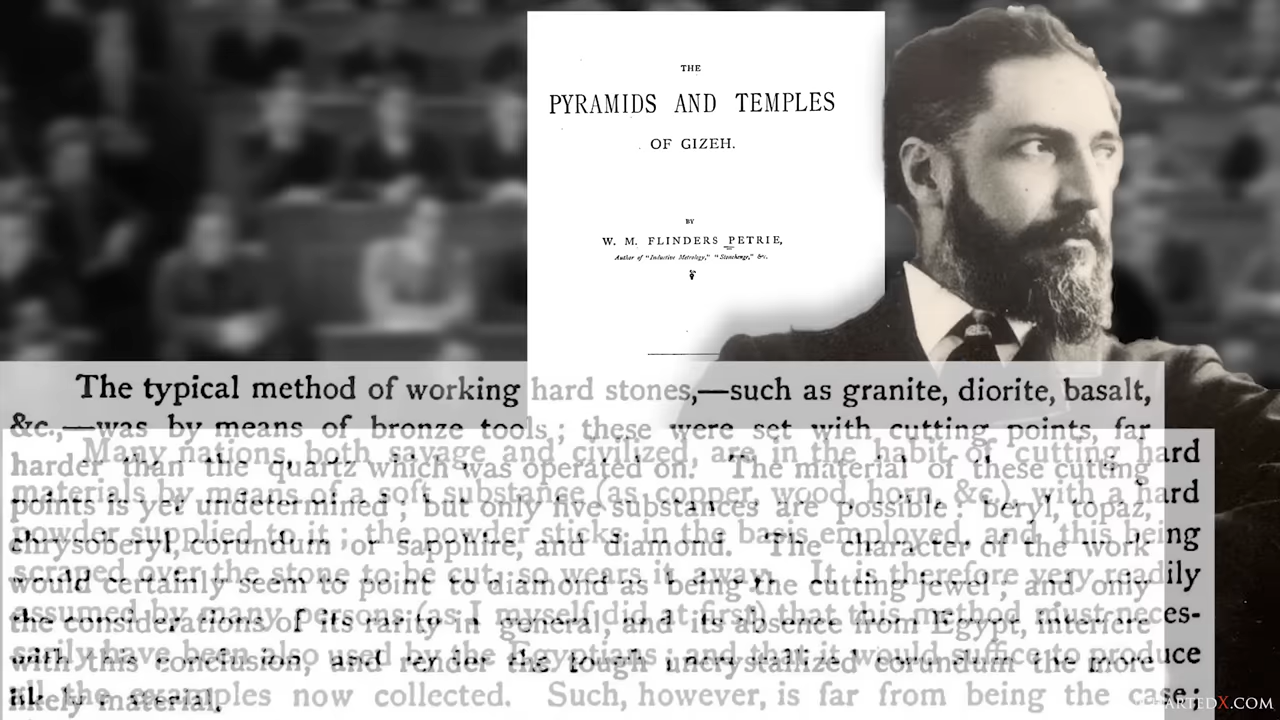 THE
PYRAMIDS AND TEMPLES
OF GIZEH.
BY
W. M. FLINDERS PETRIE,
Author of "Inductive Metrology," "Stonehenge," &c.
The typical method of working hard stones,—such as granite, diorite, basalt,
&c.,—was by means of bronze tools; these were set with cutting points, far
harder than the quartz which was operated on. The material of these cutting
points is yet undetermined; but only five substances are possible: beryl, topaz,
chrysoberyl, corundum or sapphire, and diamond. The character of the work
would certainly seem to point to diamond as being the cutting jewel; and only
the considerations of its rarity in general, and its absence from Egypt, interfere
with this conclusion, and render the tough uncrystallized corundum the more
likely material.
Many nations, both savage and civilized, are in the habit of cutting hard
materials by means of a soft substance (as copper, wood, horn, &c.), with a hard
powder supplied to it; the powder sticks in the basis employed, and this being
scraped over the stone to be cut, so wears it away. It is therefore very readily
assumed by many persons (as I myself did at first) that this method must neces-
sarily have been also used by the Egyptians; and that it would suffice to produce
all the examples now collected. Such, however, is far from being the case;
CHARTEDX.COM